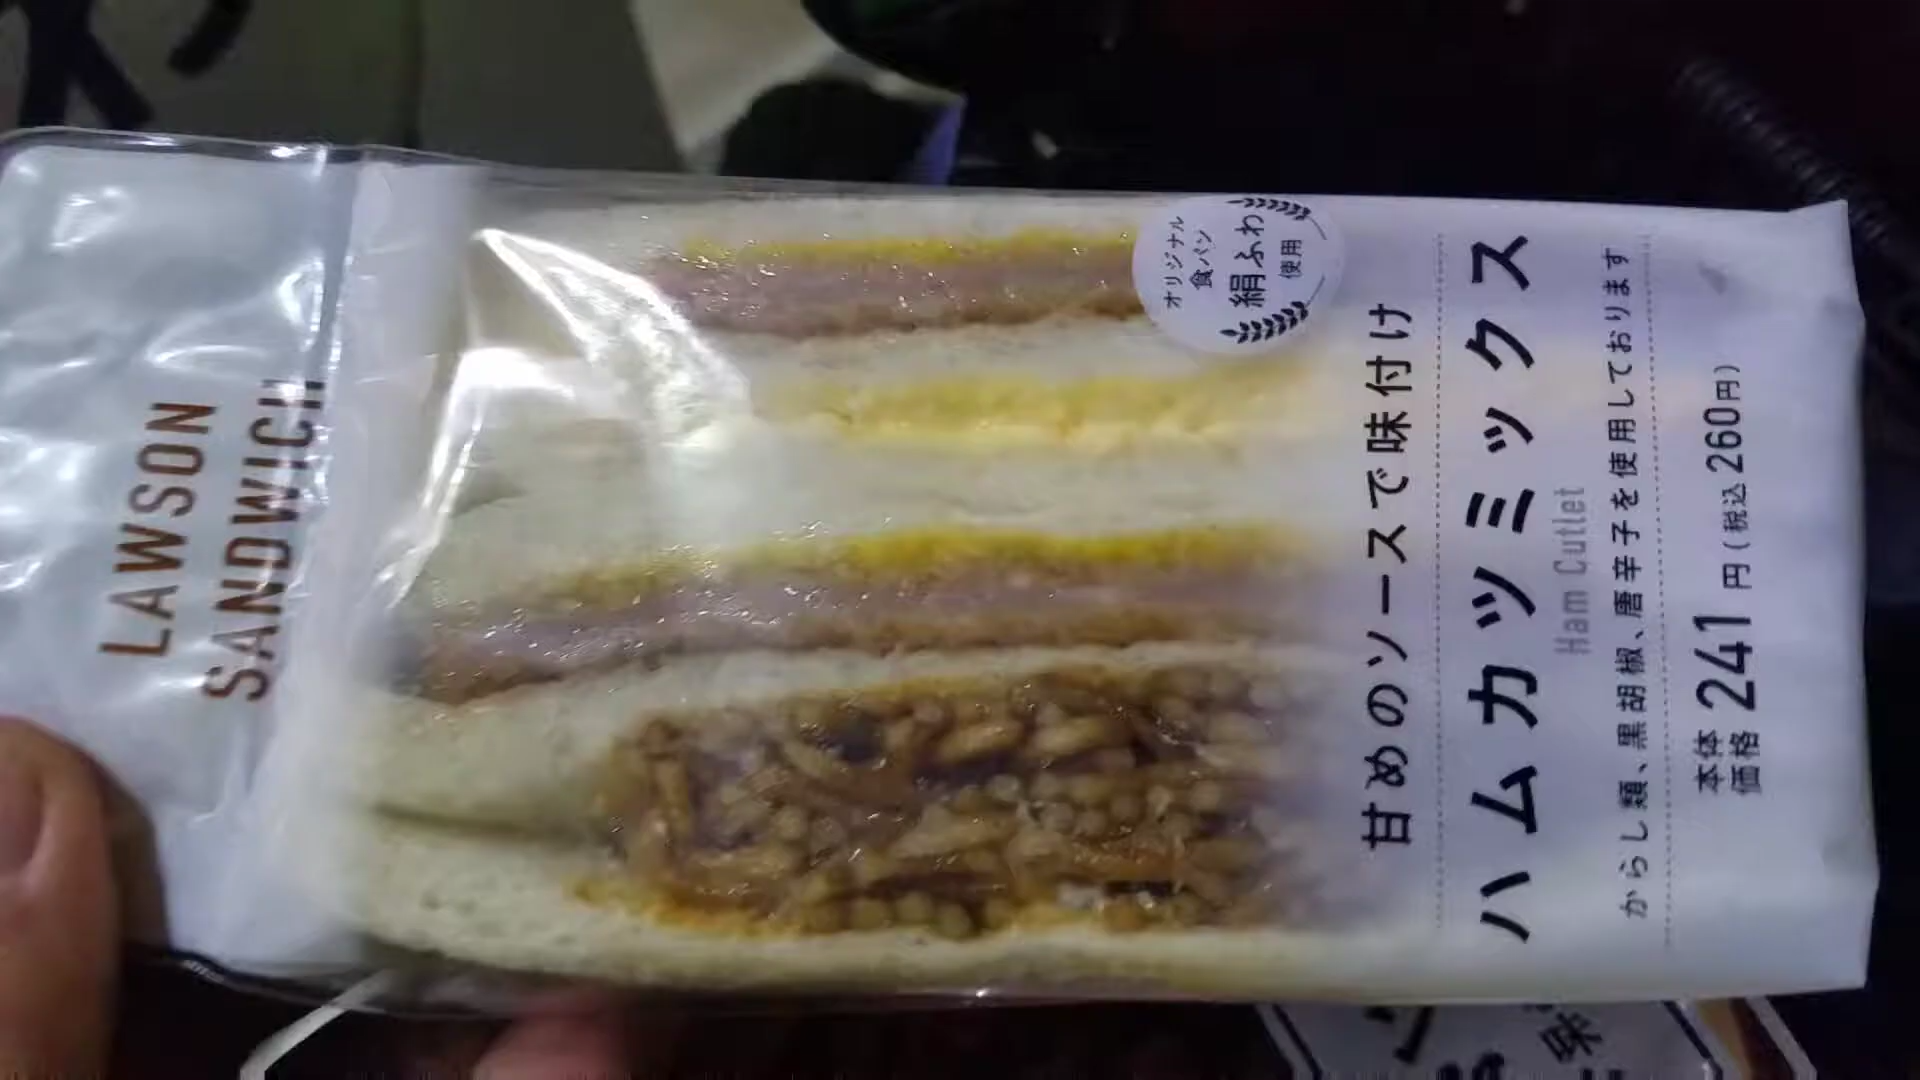 LAWSON
SANDWICH
オリジナル
食パン
絹ふわ
使用
甘めのソースで味付け
ハムカツミックス
Ham Cutlet
からし類、黒胡椒、唐辛子を使用しております
本体価格 241円(税込260円)
味